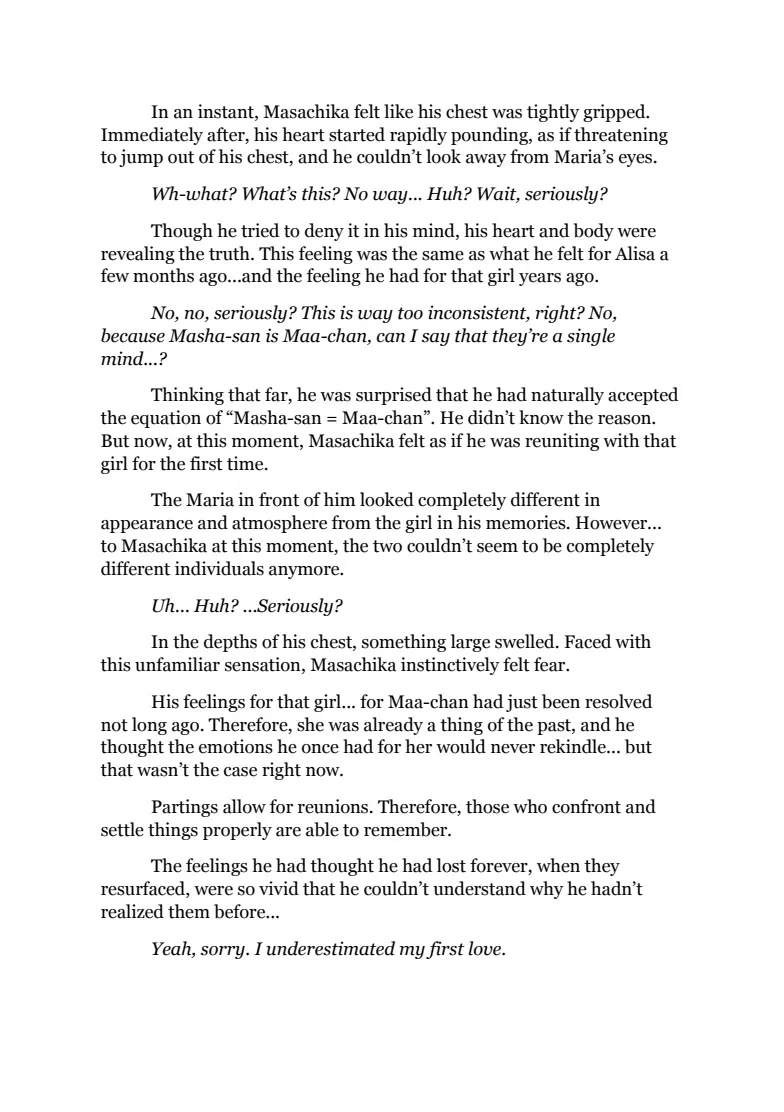 In an instant, Masachika felt like his chest was tightly gripped.
Immediately after, his heart started rapidly pounding, as if threatening
to jump out of his chest, and he couldn’t look away from Maria’s eyes.
Wh-what? What’s this? No way... Huh? Wait, seriously?
Though he tried to deny it in his mind, his heart and body were
revealing the truth. This feeling was the same as what he felt for Alisa a
few months ago...and the feeling he had for that girl years ago.
No, no, seriously? This is way too inconsistent, right? No,
because Masha-san is Maa-chan, can I say that they’re a single
mind...?
Thinking that far, he was surprised that he had naturally accepted
the equation of “Masha-san = Maa-chan”. He didn’t know the reason.
But now, at this moment, Masachika felt as if he was reuniting with that
girl for the first time.
The Maria in front of him looked completely different in
appearance and atmosphere from the girl in his memories. However...
to Masachika at this moment, the two couldn’t seem to be completely
different individuals anymore.
Uh... Huh? ...Seriously?
In the depths of his chest, something large swelled. Faced with
this unfamiliar sensation, Masachika instinctively felt fear.
His feelings for that girl... for Maa-chan had just been resolved
not long ago. Therefore, she was already a thing of the past, and he
thought the emotions he once had for her would never rekindle... but
that wasn’t the case right now.
Partings allow for reunions. Therefore, those who confront and
settle things properly are able to remember.
The feelings he had thought he had lost forever, when they
resurfaced, were so vivid that he couldn’t understand why he hadn’t
realized them before...
Yeah, sorry. I underestimated my first love.